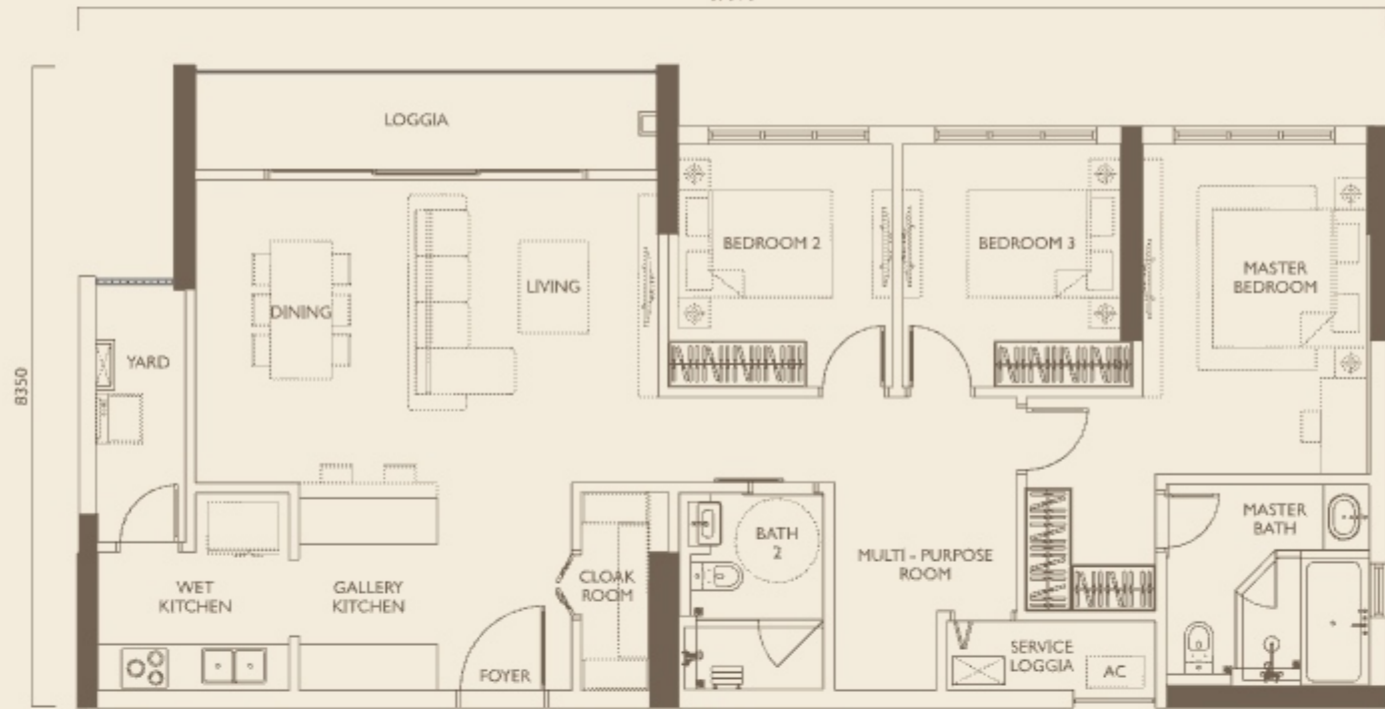 LOGGIA
BEDROOM 2
BEDROOM 3
MASTER
BEDROOM
LIVING
DINING
YARD
8350
WET
KITCHEN
GALLERY
KITCHEN
CLOAK
ROOM
FOYER
BATH
2
MULTI - PURPOSE
ROOM
SERVICE
LOGGIA
AC
MASTER
BATH